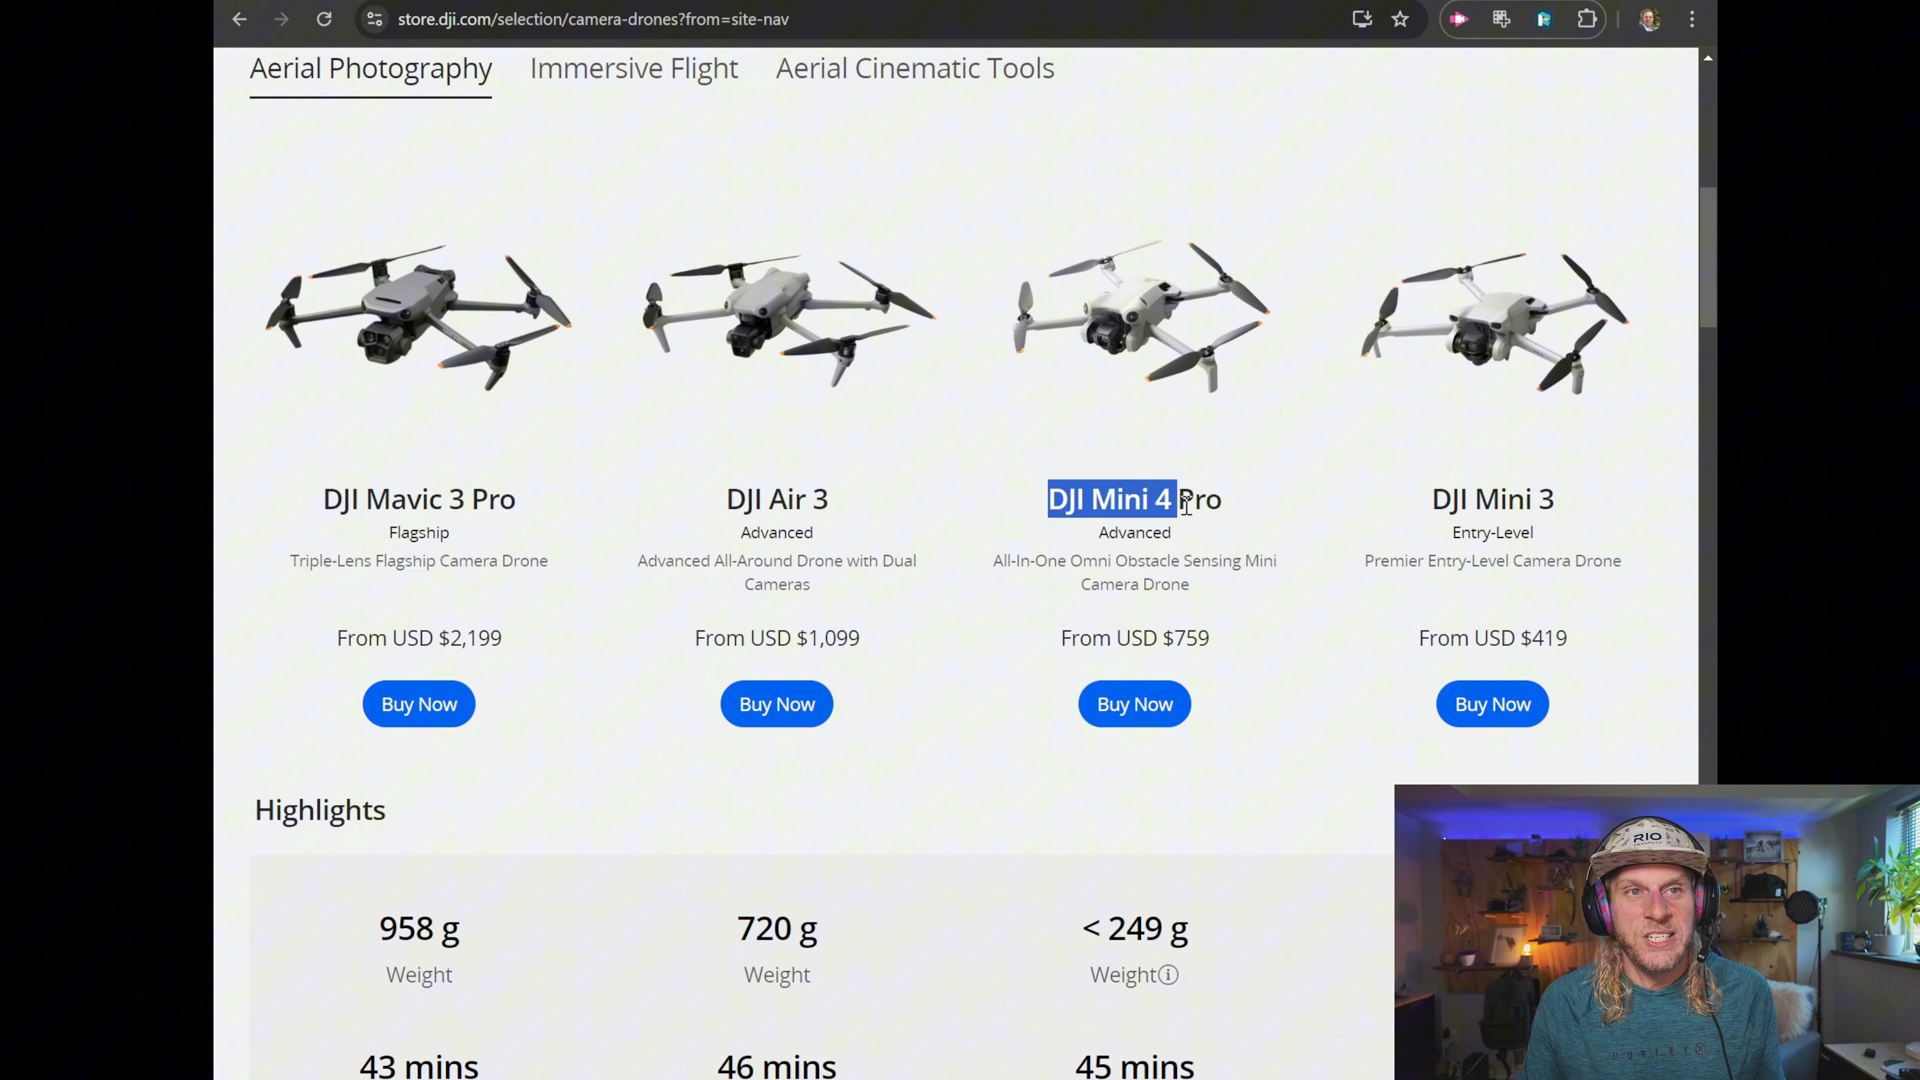 store.dji.com/selection/camera-drones?from=site-nav
Aerial Photography Immersive Flight Aerial Cinematic Tools
DJI Mavic 3 Pro
Flagship
Triple-Lens Flagship Camera Drone
From USD $2,199
Buy Now
DJI Air 3
Advanced
Advanced All-Around Drone with Dual
Cameras
From USD $1,099
Buy Now
DJI Mini 4 Pro
Advanced
All-In-One Omni Obstacle Sensing Mini
Camera Drone
From USD $759
Buy Now
DJI Mini 3
Entry-Level
Premier Entry-Level Camera Drone
From USD $419
Buy Now
Highlights
958 g
Weight
720 g
Weight
< 249 g
Weight
43 mins
46 mins
45 mins
RIO
HURLEY